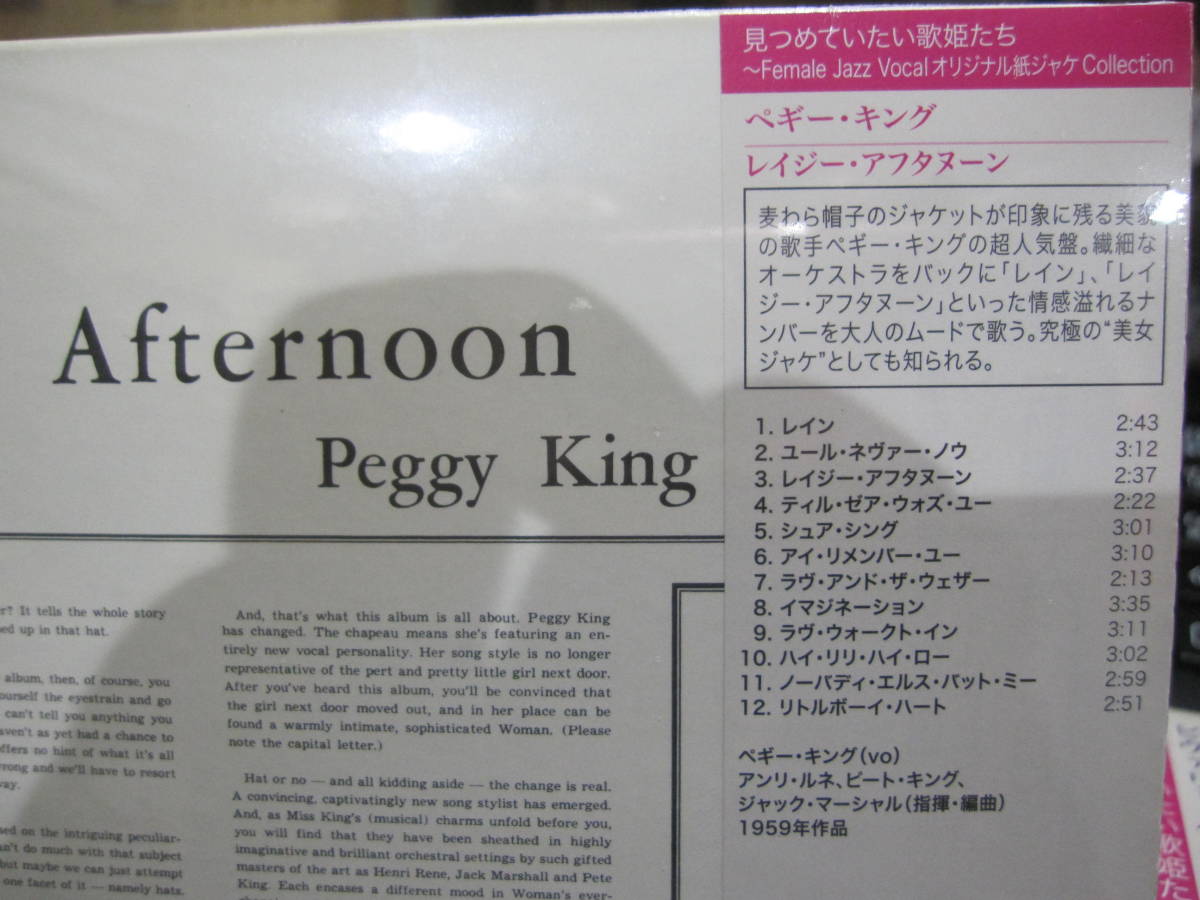 Afternoon
Peggy King
r? It tells the whole story
ed up in that hat.
album, then, of course, you
ourself the eyestrain and go
can't tell you anything you
aven't as yet had a chance to
offers no hint of what it's all
rong and we'll have to resort
way.
sed on the intriguing peculiar-
an't do much with that subject
but maybe we can just attempt
one facet of it — namely hats.
And, that's what this album is all about. Peggy King
has changed. The chapeau means she's featuring an en-
tirely new vocal personality. Her song style is no longer
representative of the pert and pretty little girl next door.
After you've heard this album, you'll be convinced that
the girl next door moved out, and in her place can be
found a warmly intimate, sophisticated Woman. (Please
note the capital letter.)
Hat or no — and all kidding aside — the change is real.
A convincing, captivatingly new song stylist has emerged.
And, as Miss King's (musical) charms unfold before you,
you will find that they have been sheathed in highly
imaginative and brilliant orchestral settings by such gifted
masters of the art as Henri Rene, Jack Marshall and Pete
King. Each encases a different mood in Woman's ever-
見つめていたい歌姫たち
〜Female Jazz Vocalオリジナル紙ジャケCollection
ペギー・キング
レイジー・アフタヌーン
麦わら帽子のジャケットが印象に残る美貌
の歌手ペギー・キングの超人気盤。繊細な
オーケストラをバックに「レイン」、「レイ
ジー・アフタヌーン」といった情感溢れるナ
ンバーを大人のムードで歌う。究極の“美女
ジャケ”としても知られる。
1. レイン 2:43
2. ユール・ネヴァー・ノウ 3:12
3. レイジー・アフタヌーン 2:37
4. ティル・ゼア・ウォズ・ユー 2:22
5. シュア・シング 3:01
6. アイ・リメンバー・ユー 3:10
7. ラヴ・アンド・ザ・ウェザー 2:13
8. イマジネーション 3:35
9. ラヴ・ウォークト・イン 3:11
10. ハイ・リリ・ハイ・ロー 3:02
11. ノーバディ・エルス・バット・ミー 2:59
12. リトルボーイ・ハート 2:51
ペギー・キング(vo)
アンリ・ルネ、ピート・キング、
ジャック・マーシャル(指揮・編曲)
1959年作品